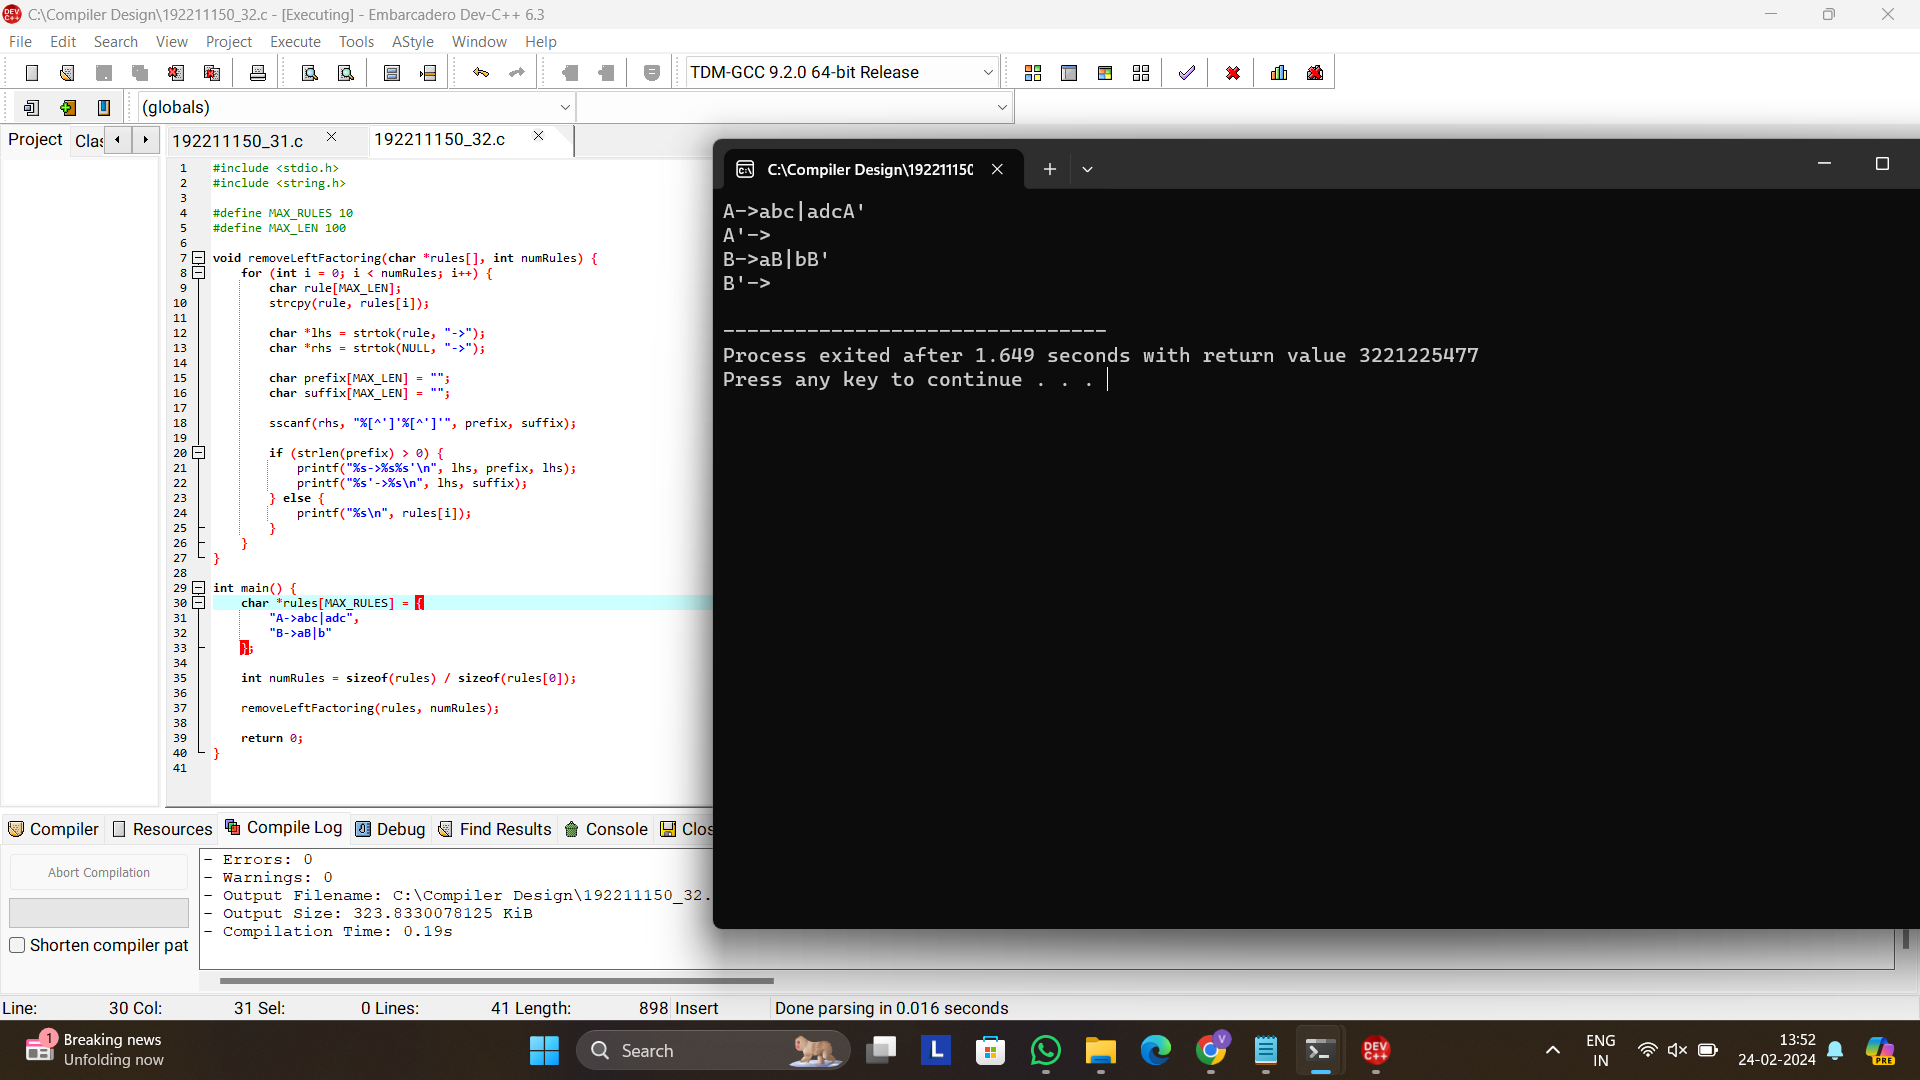 C:\Compiler Design\192211150_32.c - [Executing] - Embarcadero Dev-C++ 6.3
File Edit Search View Project Execute Tools AStyle Window Help
TDM-GCC 9.2.0 64-bit Release
(globals)
Project Clas 192211150_31.c 192211150_32.c
1 #include <stdio.h>
2 #include <string.h>
3
4 #define MAX_RULES 10
5 #define MAX_LEN 100
6
7 void removeLeftFactoring(char *rules[], int numRules) {
8 for (int i = 0; i < numRules; i++) {
9 char rule[MAX_LEN];
10 strcpy(rule, rules[i]);
11
12 char *lhs = strtok(rule, "->");
13 char *rhs = strtok(NULL, "->");
14
15 char prefix[MAX_LEN] = "";
16 char suffix[MAX_LEN] = "";
17
18 sscanf(rhs, "%[^']'%[^']'", prefix, suffix);
19
20 if (strlen(prefix) > 0) {
21 printf("%s->%s%s'\n", lhs, prefix, lhs);
22 printf("%s'->%s\n", lhs, suffix);
23 } else {
24 printf("%s\n", rules[i]);
25 }
26 }
27 }
28
29 int main() {
30 char *rules[MAX_RULES] = {
31 "A->abc|adc",
32 "B->aB|b"
33 };
34
35 int numRules = sizeof(rules) / sizeof(rules[0]);
36
37 removeLeftFactoring(rules, numRules);
38
39 return 0;
40 }
41
C:\Compiler Design\192211150
A->abc|adcA'
A'->
B->aB|bB'
B'->
--------------------------------
Process exited after 1.649 seconds with return value 3221225477
Press any key to continue . . .
Compiler Resources Compile Log Debug Find Results Console Clos
Abort Compilation
Shorten compiler pat
- Errors: 0
- Warnings: 0
- Output Filename: C:\Compiler Design\192211150_32.
- Output Size: 323.8330078125 KiB
- Compilation Time: 0.19s
Line: 30 Col: 31 Sel: 0 Lines: 41 Length: 898 Insert Done parsing in 0.016 seconds
1
Breaking news
Unfolding now
Search
L
V
DEV
C++
ENG
IN
13:52
24-02-2024
PRE